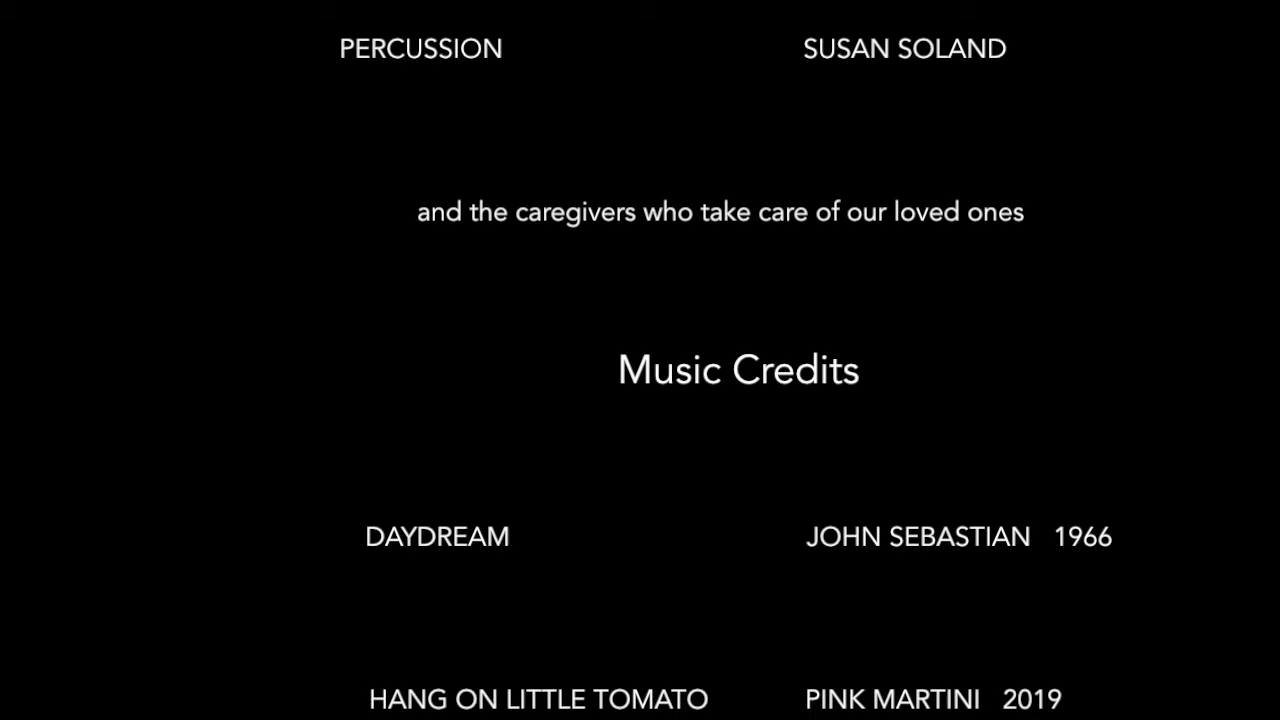 PERCUSSION SUSAN SOLAND
and the caregivers who take care of our loved ones
Music Credits
DAYDREAM JOHN SEBASTIAN 1966
HANG ON LITTLE TOMATO PINK MARTINI 2019